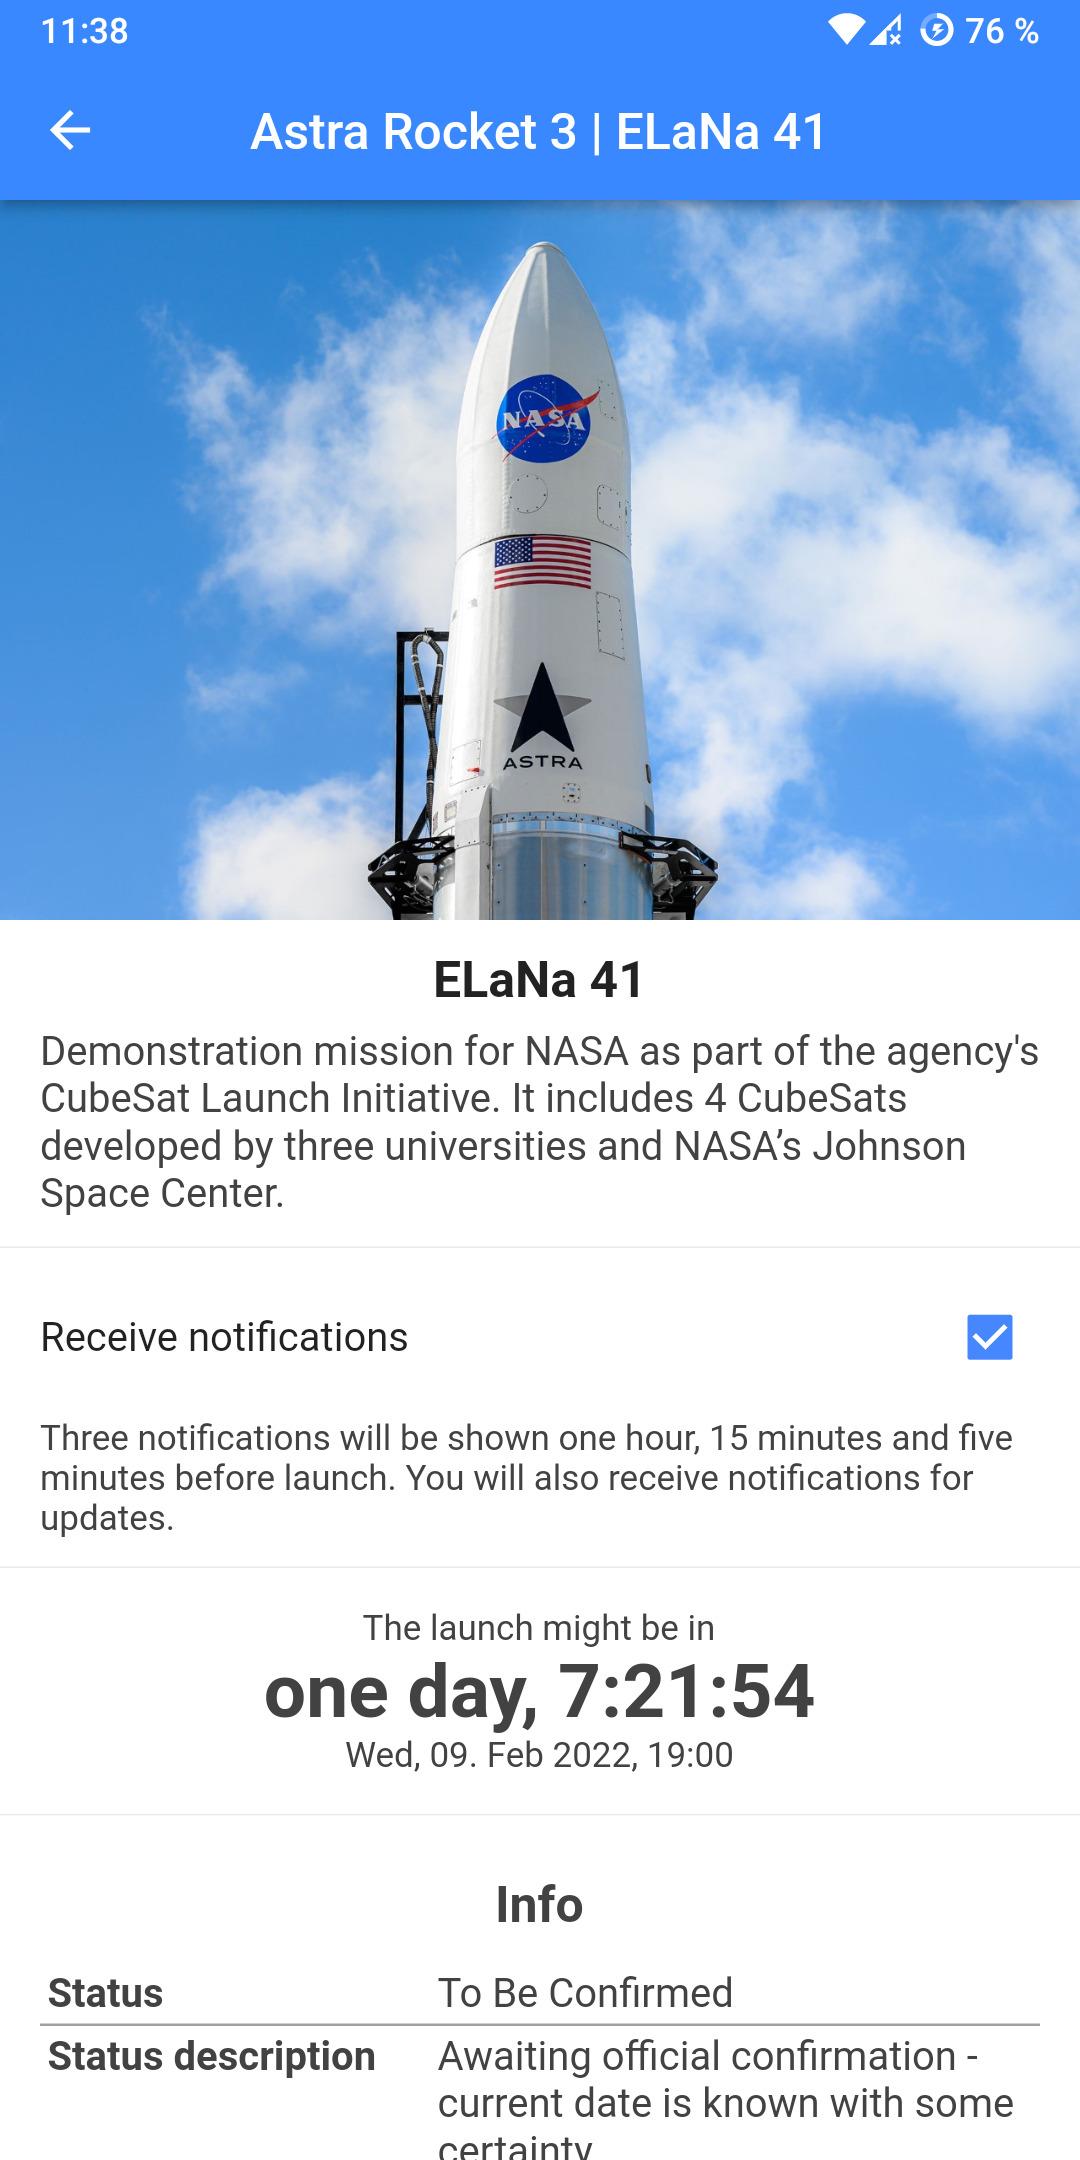 11:38
76 %
Astra Rocket 3 | ELaNa 41
NASA
ASTRA
ELaNa 41
Demonstration mission for NASA as part of the agency's
CubeSat Launch Initiative. It includes 4 CubeSats
developed by three universities and NASA’s Johnson
Space Center.
Receive notifications
Three notifications will be shown one hour, 15 minutes and five
minutes before launch. You will also receive notifications for
updates.
The launch might be in
one day, 7:21:54
Wed, 09. Feb 2022, 19:00
Info
Status To Be Confirmed
Status description Awaiting official confirmation -
current date is known with some
certainty